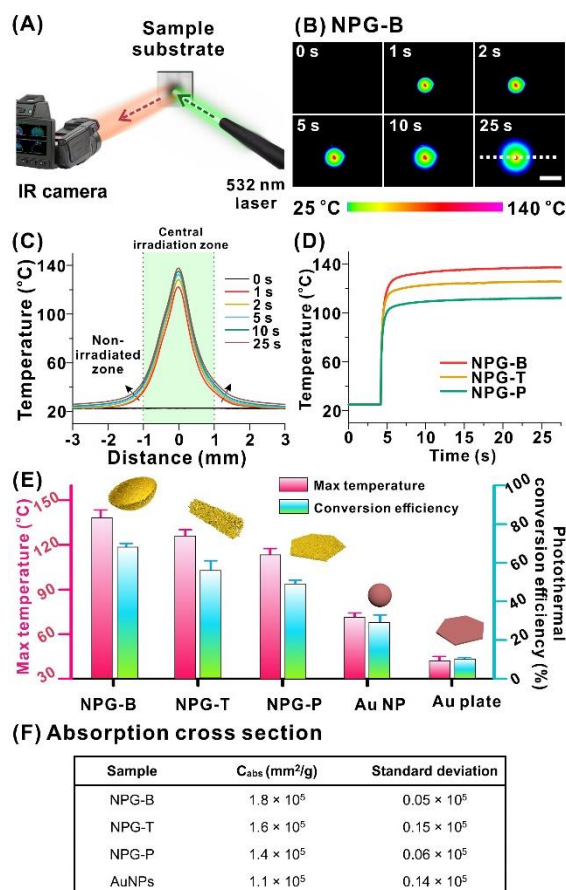 (A)
Sample
substrate
IR camera
532 nm
laser
(B) NPG-B
0 s
1 s
2 s
5 s
10 s
25 s
25 °C
140 °C
(C)
Central
irradiation zone
Temperature (°C)
140
100
60
20
0 s
1 s
2 s
5 s
10 s
25 s
Non-
irradiated
zone
-3 -2 -1 0 1 2 3
Distance (mm)
(D)
Temperature (°C)
140
100
60
20
NPG-B
NPG-T
NPG-P
0 5 10 15 20 25
Time (s)
(E)
Max temperature (°C)
150
120
90
60
30
Max temperature
Conversion efficiency
100
80
60
40
20
0
Photothermal
conversion efficiency (%)
NPG-B NPG-T NPG-P Au NP Au plate
(F) Absorption cross section
Sample Cabs (mm²/g) Standard deviation
NPG-B 1.8 × 10⁵ 0.05 × 10⁵
NPG-T 1.6 × 10⁵ 0.15 × 10⁵
NPG-P 1.4 × 10⁵ 0.06 × 10⁵
AuNPs 1.1 × 10⁵ 0.14 × 10⁵